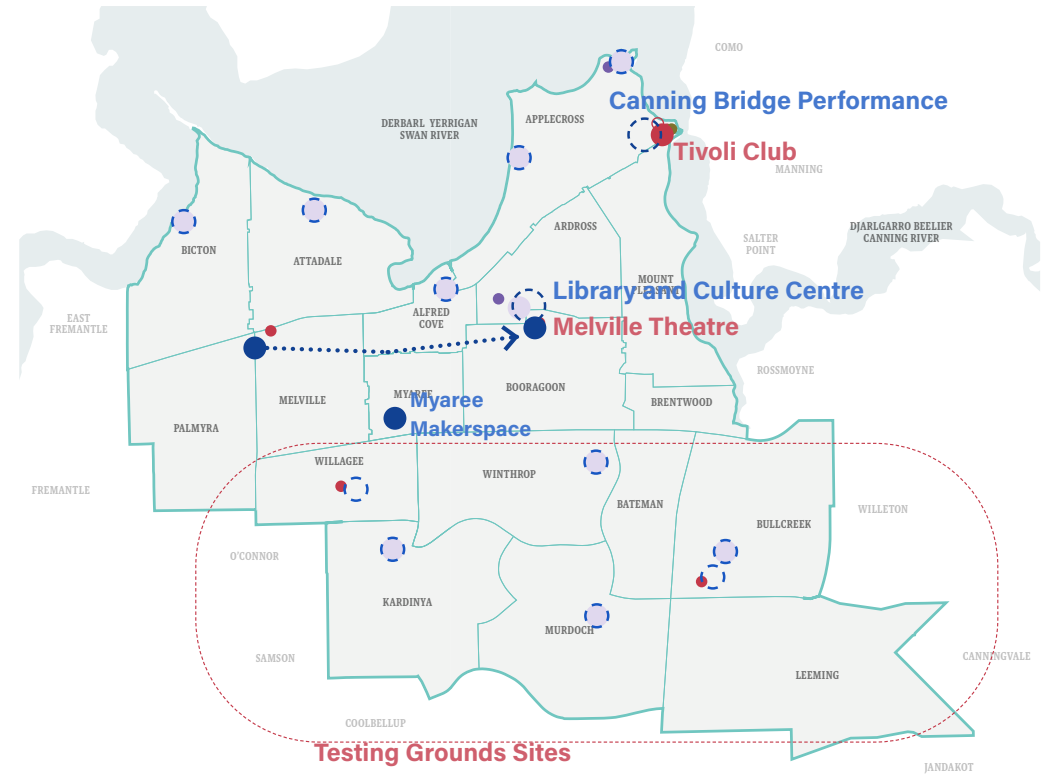 COMO
Canning Bridge Performance
APPLECROSS
DERBARL YERRIGAN
SWAN RIVER
Tivoli Club
MANNING
ARDROSS
DJARLGARRO BEELIER
CANNING RIVER
SALTER
POINT
BICTON
ATTADALE
MOUNT
PLEASANT
Library and Culture Centre
ALFRED
COVE
EAST
FREMANTLE
Melville Theatre
ROSSMOYNE
BOORAGOON
MYAREE
Myaree
Makerspace
MELVILLE
BRENTWOOD
PALMYRA
WILLAGEE
WINTHROP
FREMANTLE
BATEMAN
WILLETON
BULLCREEK
O'CONNOR
KARDINYA
MURDOCH
SAMSON
CANNINGVALE
LEEMING
COOLBELLUP
Testing Grounds Sites
JANDAKOT